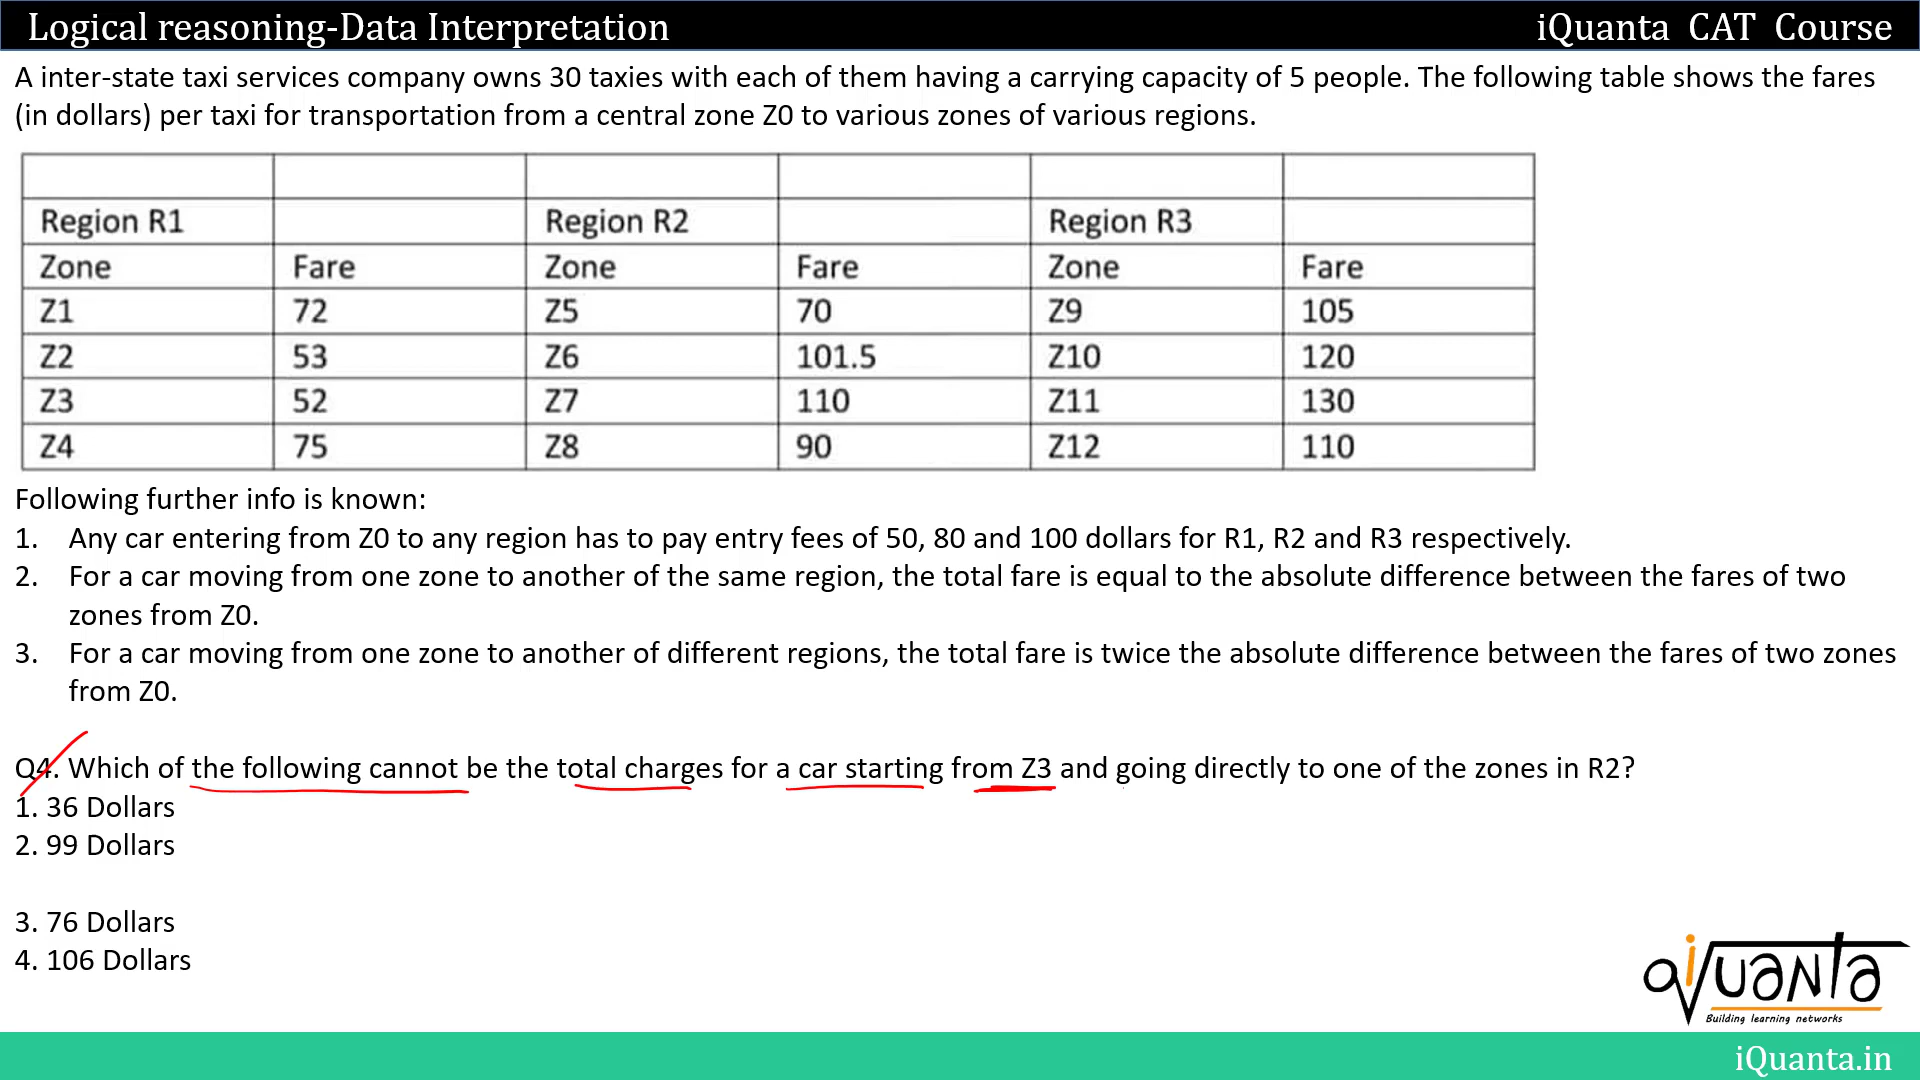 Logical reasoning-Data Interpretation iQuanta CAT Course
A inter-state taxi services company owns 30 taxies with each of them having a carrying capacity of 5 people. The following table shows the fares
(in dollars) per taxi for transportation from a central zone Z0 to various zones of various regions.
Region R1 Region R2 Region R3
Zone Fare Zone Fare Zone Fare
Z1 72 Z5 70 Z9 105
Z2 53 Z6 101.5 Z10 120
Z3 52 Z7 110 Z11 130
Z4 75 Z8 90 Z12 110
Following further info is known:
1. Any car entering from Z0 to any region has to pay entry fees of 50, 80 and 100 dollars for R1, R2 and R3 respectively.
2. For a car moving from one zone to another of the same region, the total fare is equal to the absolute difference between the fares of two
zones from Z0.
3. For a car moving from one zone to another of different regions, the total fare is twice the absolute difference between the fares of two zones
from Z0.
Q4. Which of the following cannot be the total charges for a car starting from Z3 and going directly to one of the zones in R2?
1. 36 Dollars
2. 99 Dollars
3. 76 Dollars
4. 106 Dollars
iQuanta
Building learning networks
iQuanta.in